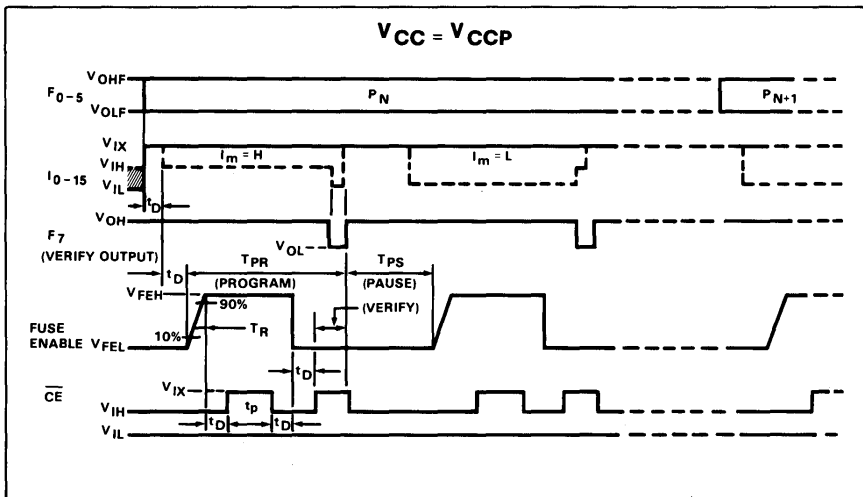 VCC = VCCP
VOHF
F0-5
PN
PN+1
VOLF
VIX
Im = H
Im = L
VIH
I0-15
VIL
tD
VOH
F7
(VERIFY OUTPUT)
VOL
tD
TPR
TPS
(PROGRAM)
(PAUSE)
VFEH
90%
(VERIFY)
FUSE
ENABLE
10%
TR
VFEL
tD
VIX
CE
tp
VIH
tD
tD
VIL